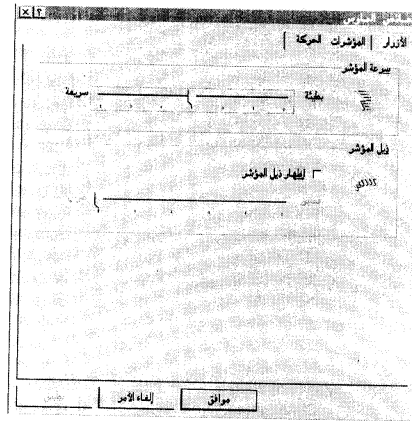 الأزرار المؤشرات الحركة
سرعة المؤشر
بطيئة سريعة
ذيل المؤشر
إظهار ذيل المؤشر
موافق إلغاء الأمر